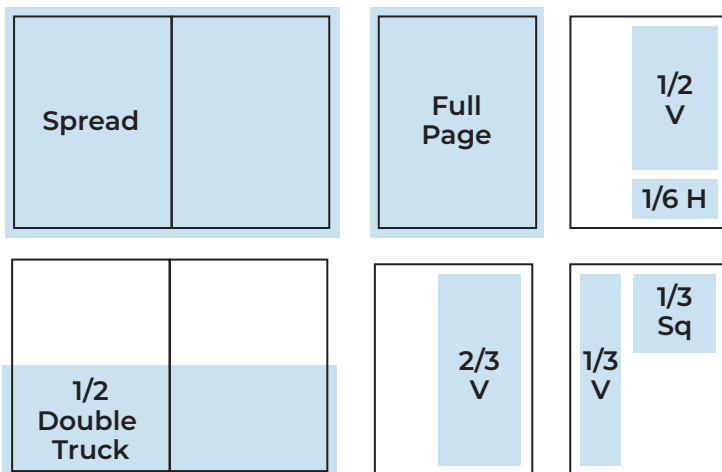 Spread
Full
Page
1/2
V
1/6 H
1/2
Double
Truck
2/3
V
1/3
V
1/3
Sq